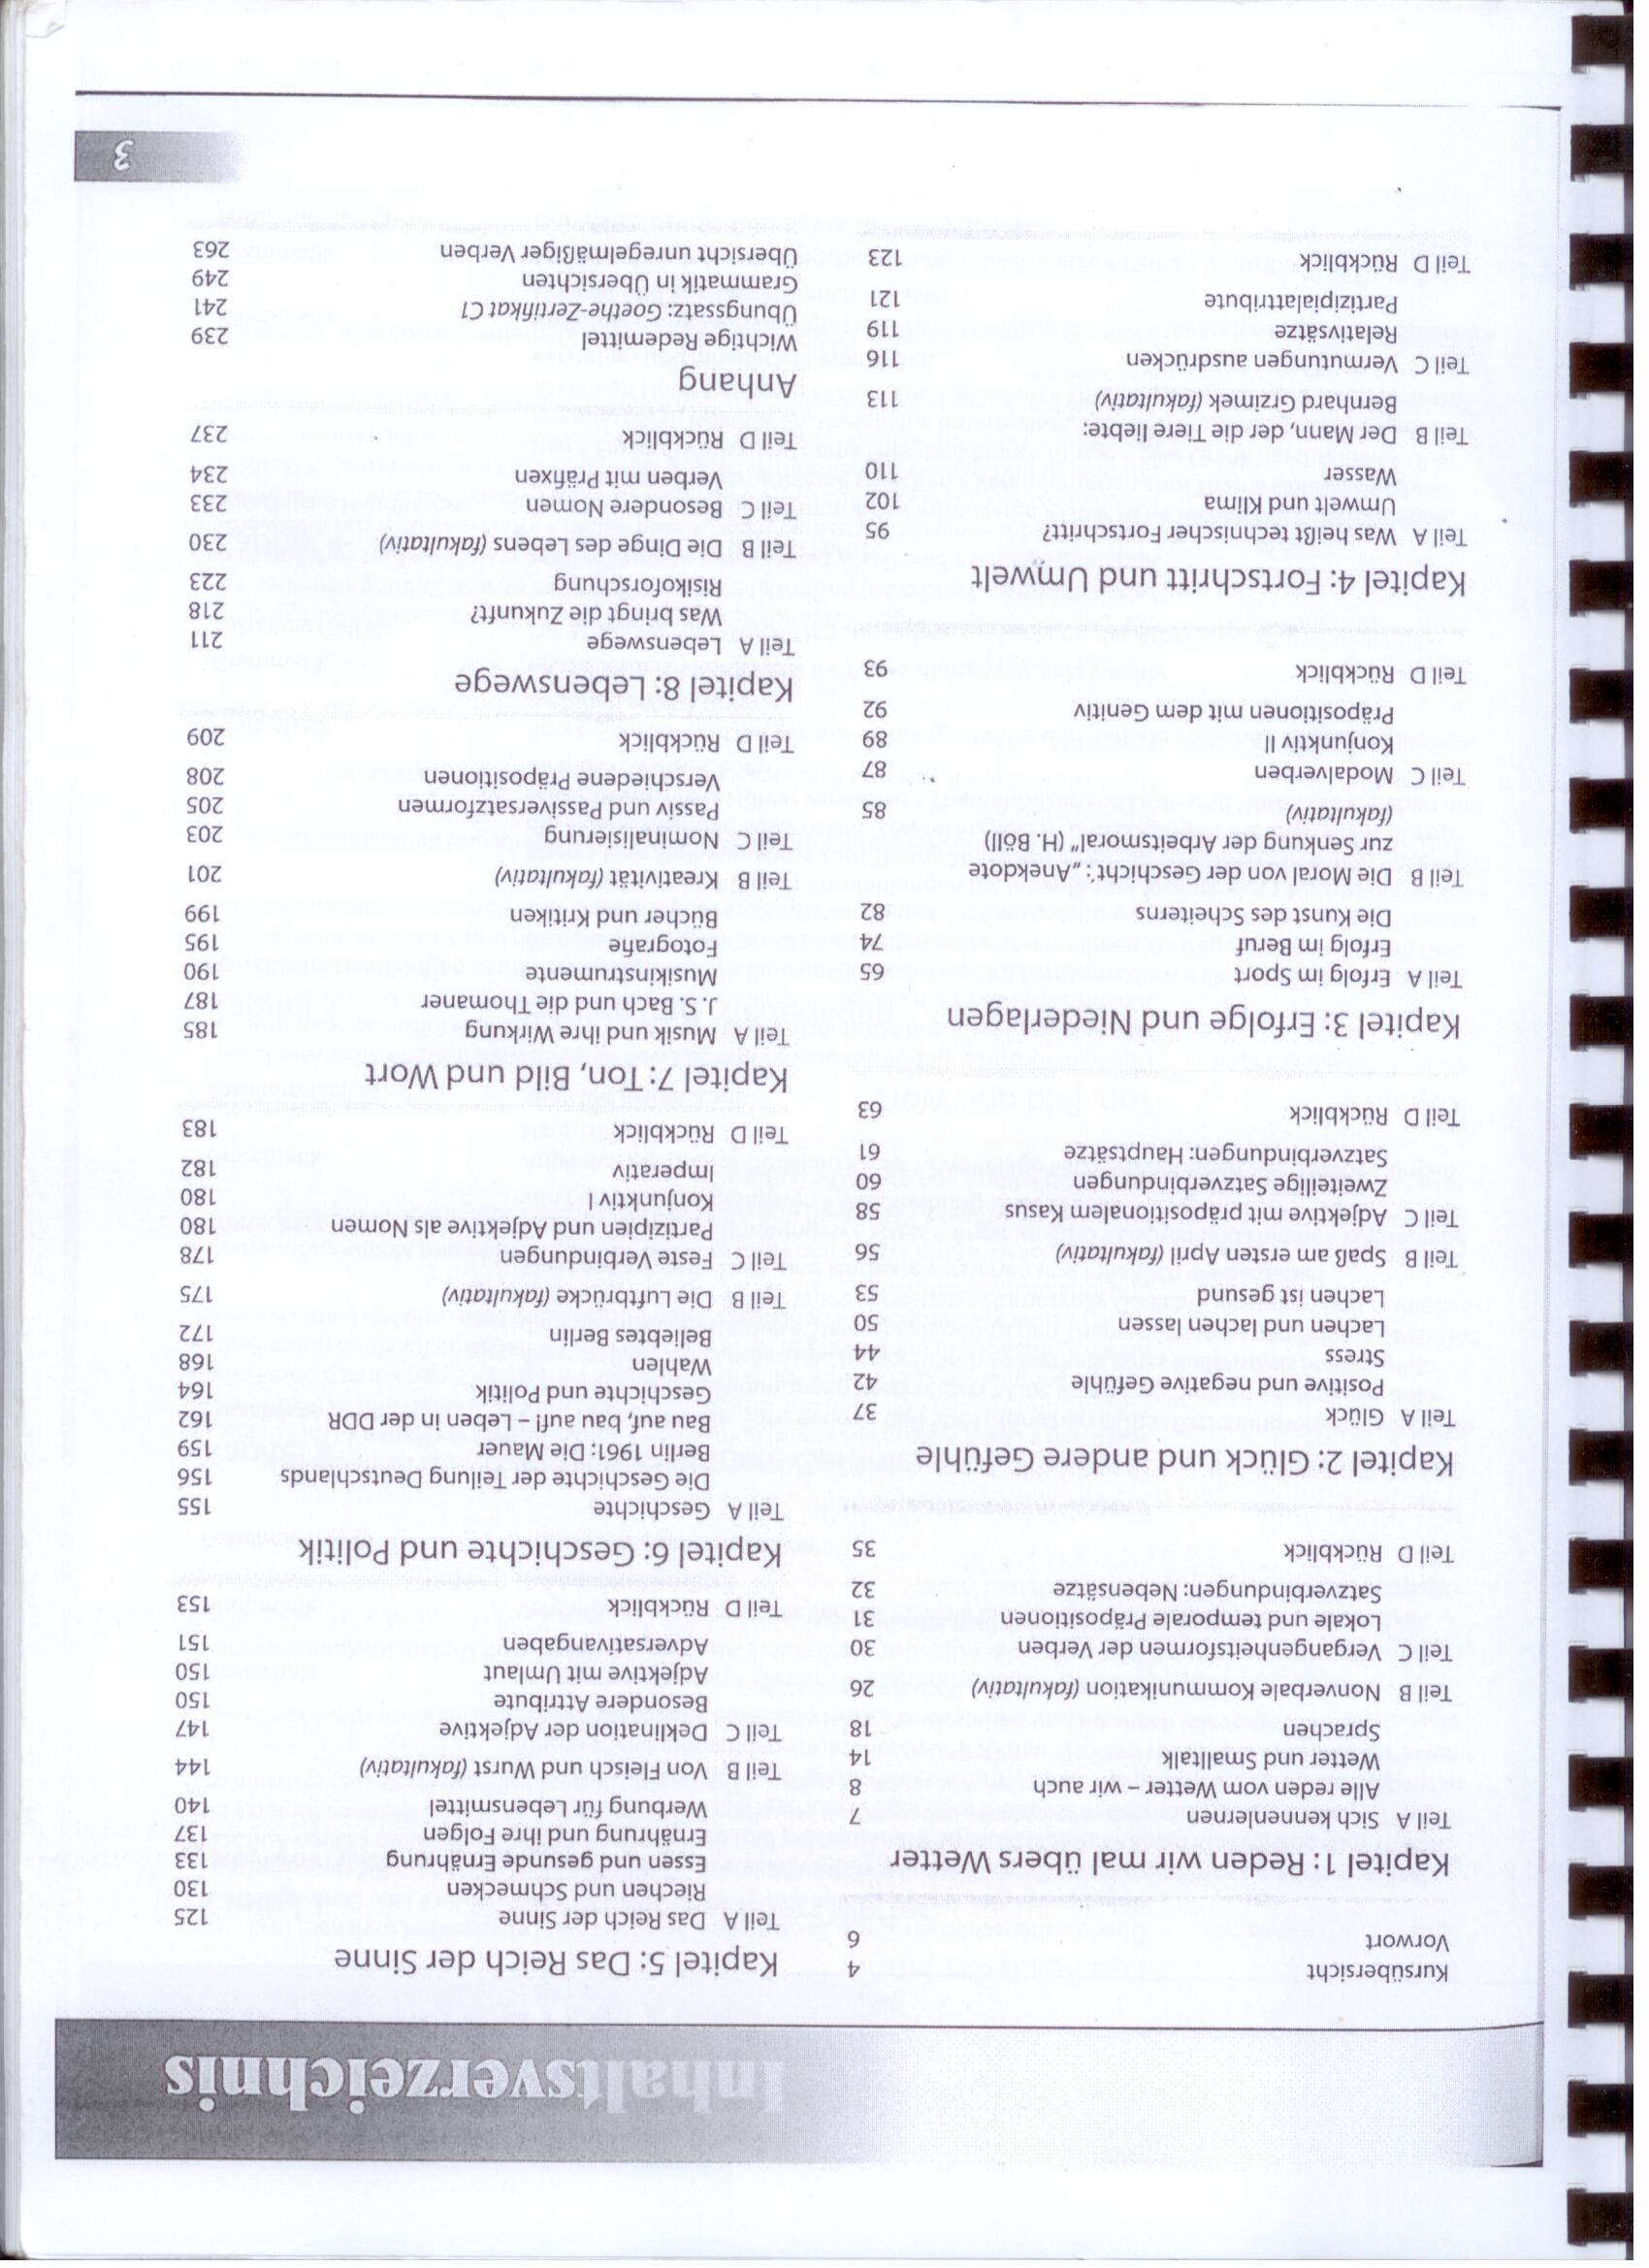 Inhaltsverzeichnis
Kursübersicht 4
Vorwort 6
Kapitel 1: Reden wir mal übers Wetter
Teil A Sich kennenlernen 7
Alle reden vom Wetter – wir auch 8
Wetter und Smalltalk 14
Sprachen 18
Teil B Nonverbale Kommunikation (fakultativ) 26
Teil C Vergangenheitsformen der Verben 30
Lokale und temporale Präpositionen 31
Satzverbindungen: Nebensätze 32
Teil D Rückblick 35
Kapitel 2: Glück und andere Gefühle
Teil A Glück 37
Positive und negative Gefühle 42
Stress 44
Lachen und lachen lassen 50
Lachen ist gesund 53
Teil B Spaß am ersten April (fakultativ) 56
Teil C Adjektive mit präpositionalem Kasus 58
Zweiteilige Satzverbindungen 60
Satzverbindungen: Hauptsätze 61
Teil D Rückblick 63
Kapitel 3: Erfolge und Niederlagen
Teil A Erfolg im Sport 65
Erfolg im Beruf 74
Die Kunst des Scheiterns 82
Teil B Die Moral von der Geschicht´: „Anekdote
zur Senkung der Arbeitsmoral” (H. Böll)
(fakultativ) 85
Teil C Modalverben 87
Konjunktiv II 89
Präpositionen mit dem Genitiv 92
Teil D Rückblick 93
Kapitel 4: Fortschritt und Umwelt
Teil A Was heißt technischer Fortschritt? 95
Umwelt und Klima 102
Wasser 110
Teil B Der Mann, der die Tiere liebte:
Bernhard Grzimek (fakultativ) 113
Teil C Vermutungen ausdrücken 116
Relativsätze 119
Partizipialattribute 121
Teil D Rückblick 123
Kapitel 5: Das Reich der Sinne
Teil A Das Reich der Sinne 125
Riechen und Schmecken 130
Essen und gesunde Ernährung 133
Ernährung und ihre Folgen 137
Werbung für Lebensmittel 140
Teil B Von Fleisch und Wurst (fakultativ) 144
Teil C Deklination der Adjektive 147
Besondere Attribute 150
Adjektive mit Umlaut 150
Adversativangaben 151
Teil D Rückblick 153
Kapitel 6: Geschichte und Politik
Teil A Geschichte 155
Die Geschichte der Teilung Deutschlands 156
Berlin 1961: Die Mauer 159
Bau auf, bau auf! – Leben in der DDR 162
Geschichte und Politik 164
Wahlen 168
Beliebtes Berlin 172
Teil B Die Luftbrücke (fakultativ) 175
Teil C Feste Verbindungen 178
Partizipien und Adjektive als Nomen 180
Konjunktiv I 180
Imperativ 182
Teil D Rückblick 183
Kapitel 7: Ton, Bild und Wort
Teil A Musik und ihre Wirkung 185
J. S. Bach und die Thomaner 187
Musikinstrumente 190
Fotografie 195
Bücher und Kritiken 199
Teil B Kreativität (fakultativ) 201
Teil C Nominalisierung 203
Passiv und Passiversatzformen 205
Verschiedene Präpositionen 208
Teil D Rückblick 209
Kapitel 8: Lebenswege
Teil A Lebenswege 211
Was bringt die Zukunft? 218
Risikoforschung 223
Teil B Die Dinge des Lebens (fakultativ) 230
Teil C Besondere Nomen 233
Verben mit Präfixen 234
Teil D Rückblick 237
Anhang
Wichtige Redemittel 239
Übungssatz: Goethe-Zertifikat C1 241
Grammatik in Übersichten 249
Übersicht unregelmäßiger Verben 263
3